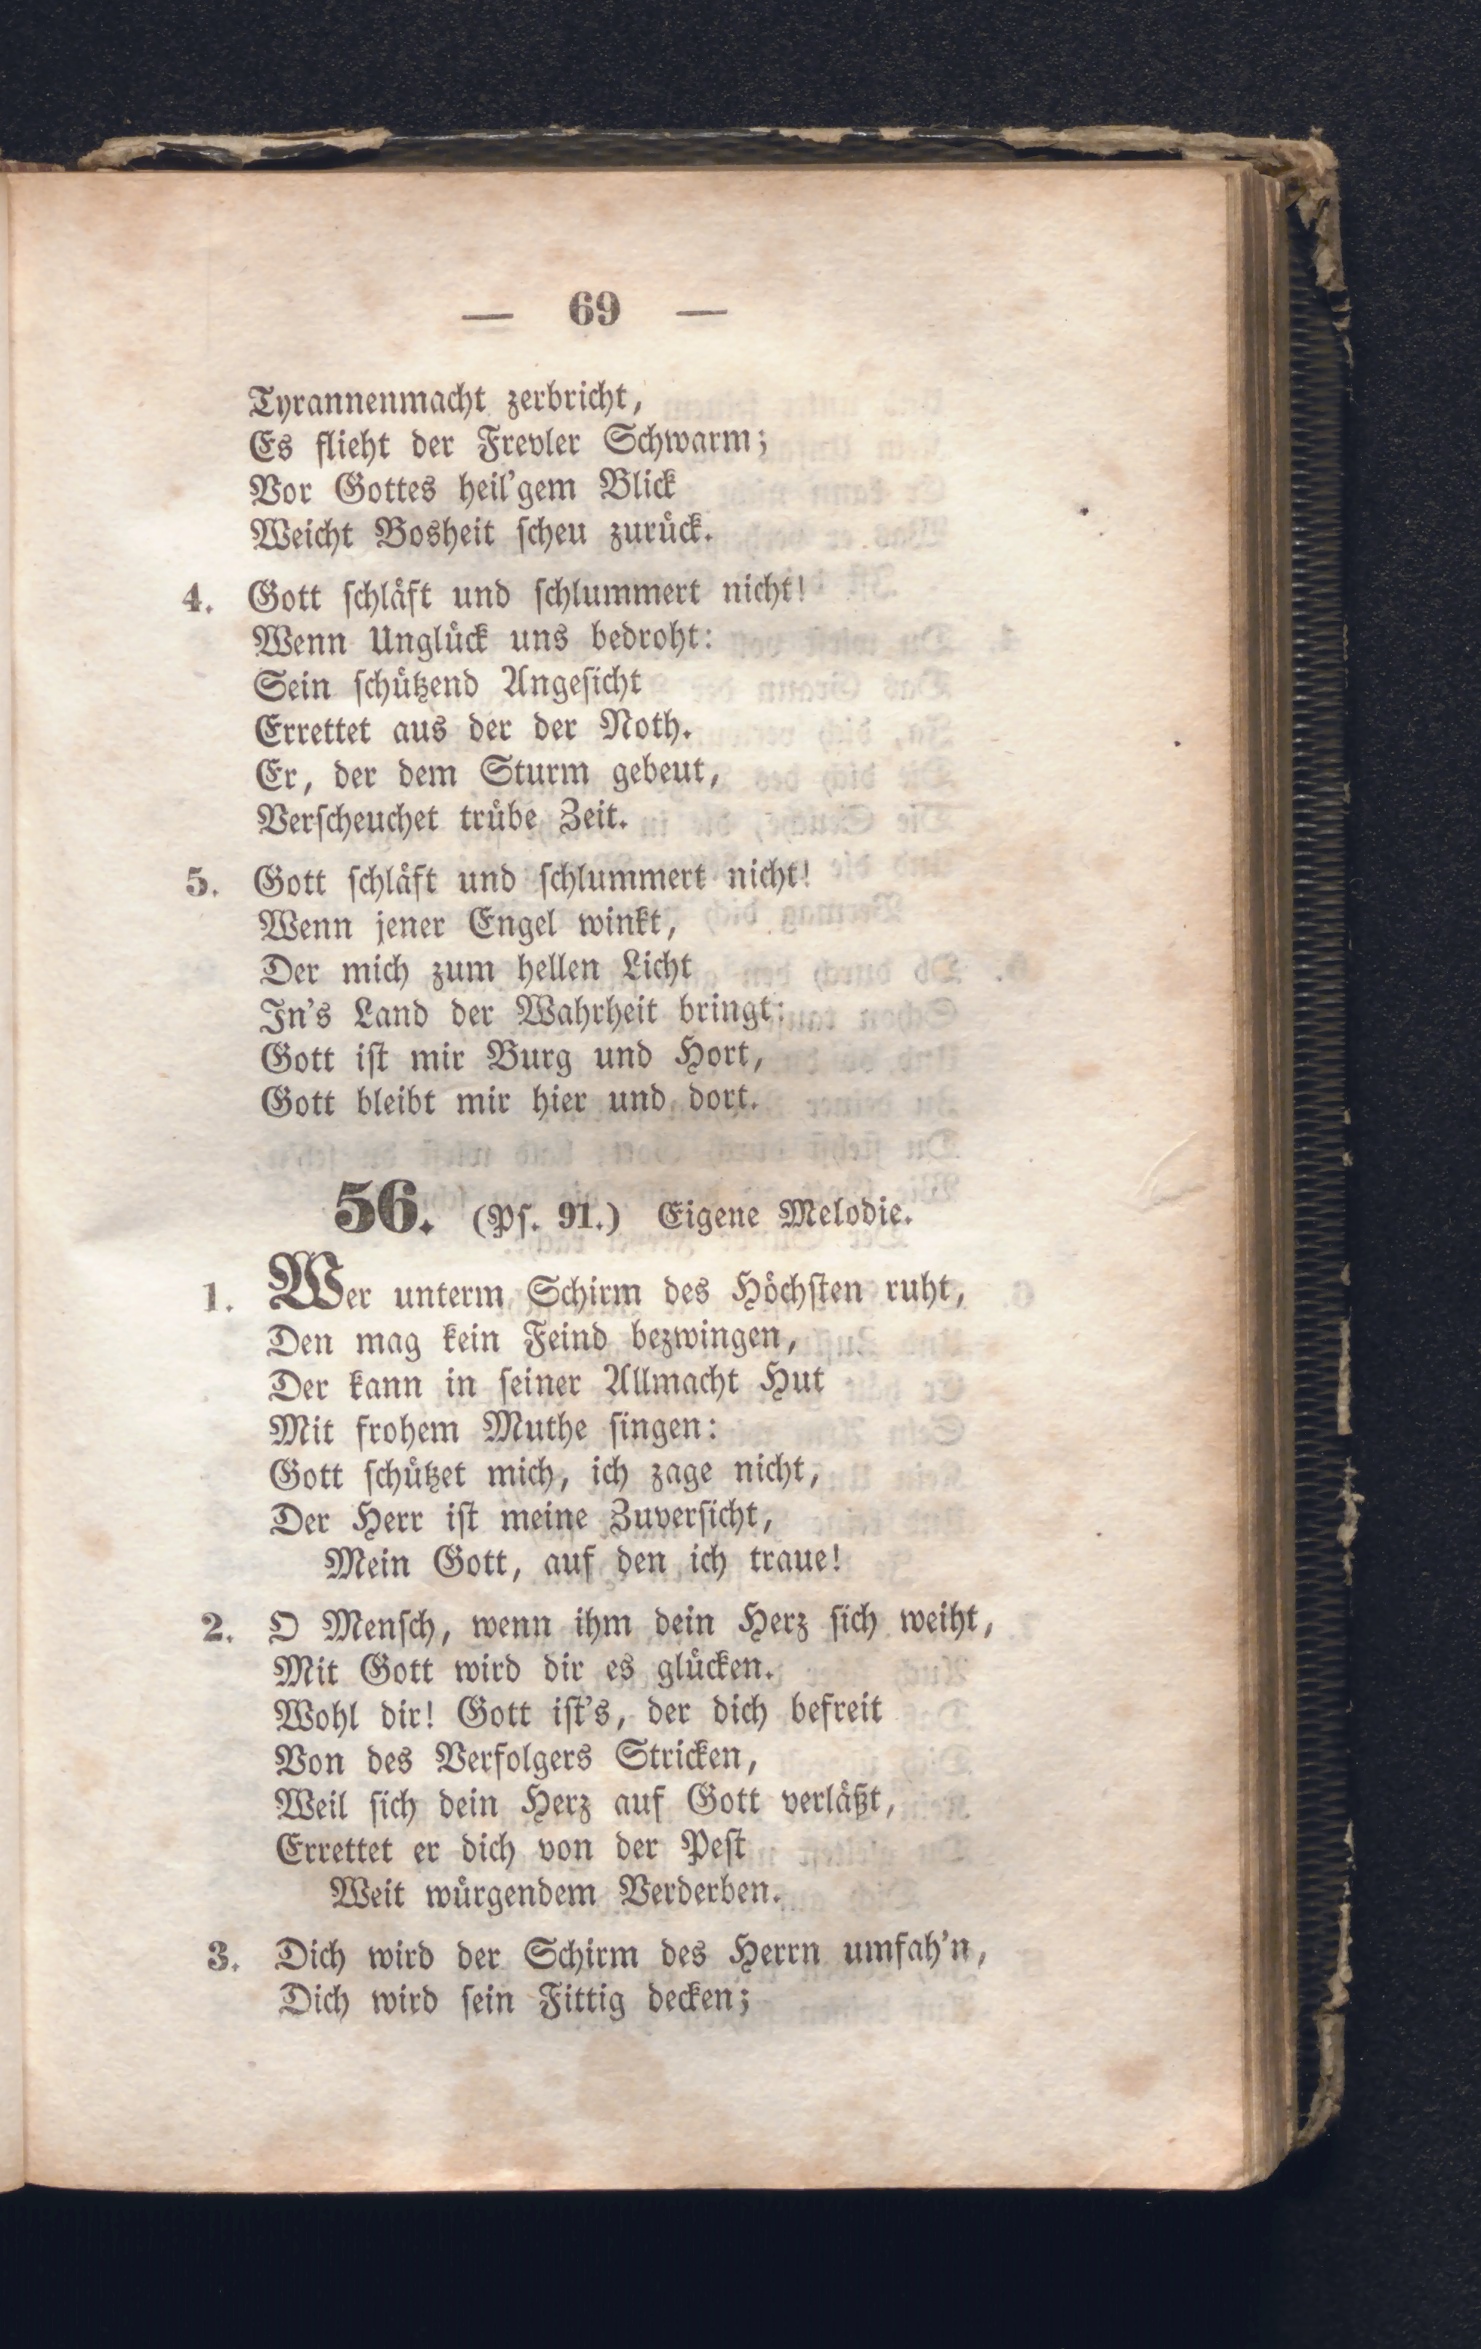 — 69 —
Tyrannenmacht zerbricht,
Es flieht der Frevler Schwarm;
Vor Gottes heil'gem Blick
Weicht Bosheit scheu zurück.
4. Gott schläft und schlummert nicht!
Wenn Unglück uns bedroht:
Sein schützend Angesicht
Errettet aus der der Noth.
Er, der dem Sturm gebeut,
Verscheuchet trübe Zeit.
5. Gott schläft und schlummert nicht!
Wenn jener Engel winkt,
Der mich zum hellen Licht
In's Land der Wahrheit bringt;
Gott ist mir Burg und Hort,
Gott bleibt mir hier und dort.
56. (Ps. 91.) Eigene Melodie.
1. Wer unterm Schirm des Höchsten ruht,
Den mag kein Feind bezwingen,
Der kann in seiner Allmacht Hut
Mit frohem Muthe singen:
Gott schützet mich, ich zage nicht,
Der Herr ist meine Zuversicht,
Mein Gott, auf den ich traue!
2. O Mensch, wenn ihm dein Herz sich weiht,
Mit Gott wird dir es glücken.
Wohl dir! Gott ist's, der dich befreit
Von des Verfolgers Stricken,
Weil sich dein Herz auf Gott verläßt,
Errettet er dich von der Pest
Weit würgendem Verderben.
3. Dich wird der Schirm des Herrn umfah'n,
Dich wird sein Fittig decken;